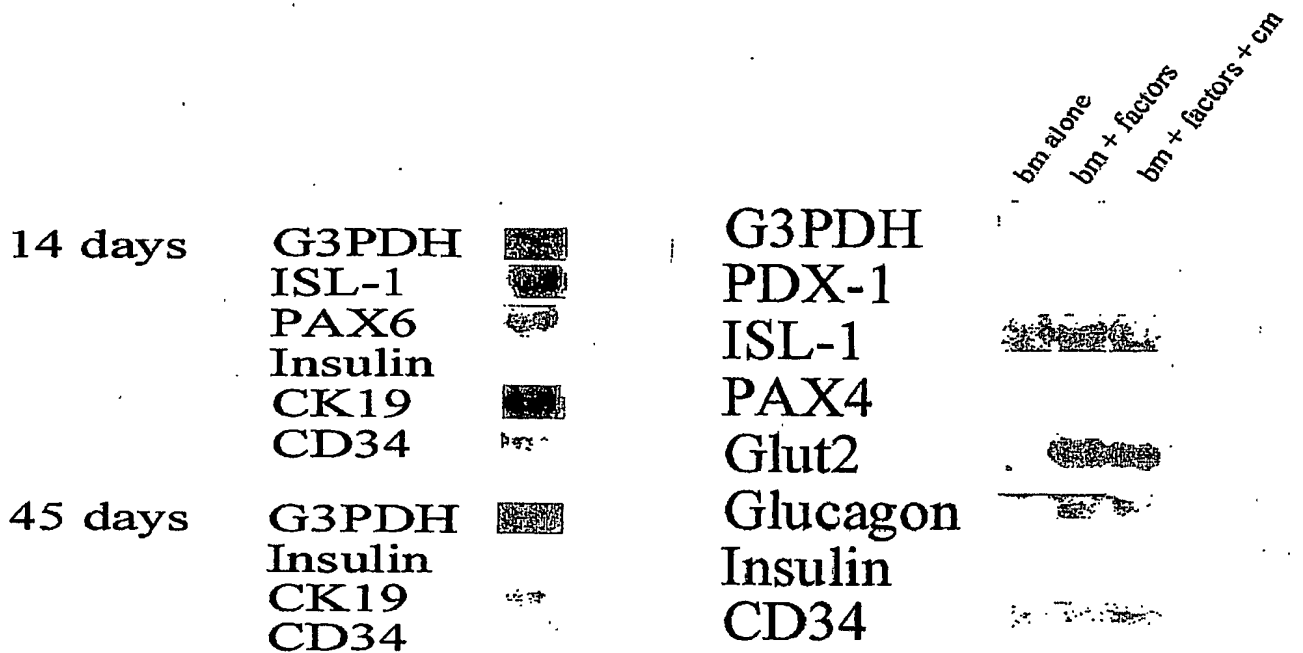 14 days
G3PDH
ISL-1
PAX6
Insulin
CK19
CD34
45 days
G3PDH
Insulin
CK19
CD34
bm alone
bm + factors
bm + factors + cm
G3PDH
PDX-1
ISL-1
PAX4
Glut2
Glucagon
Insulin
CD34